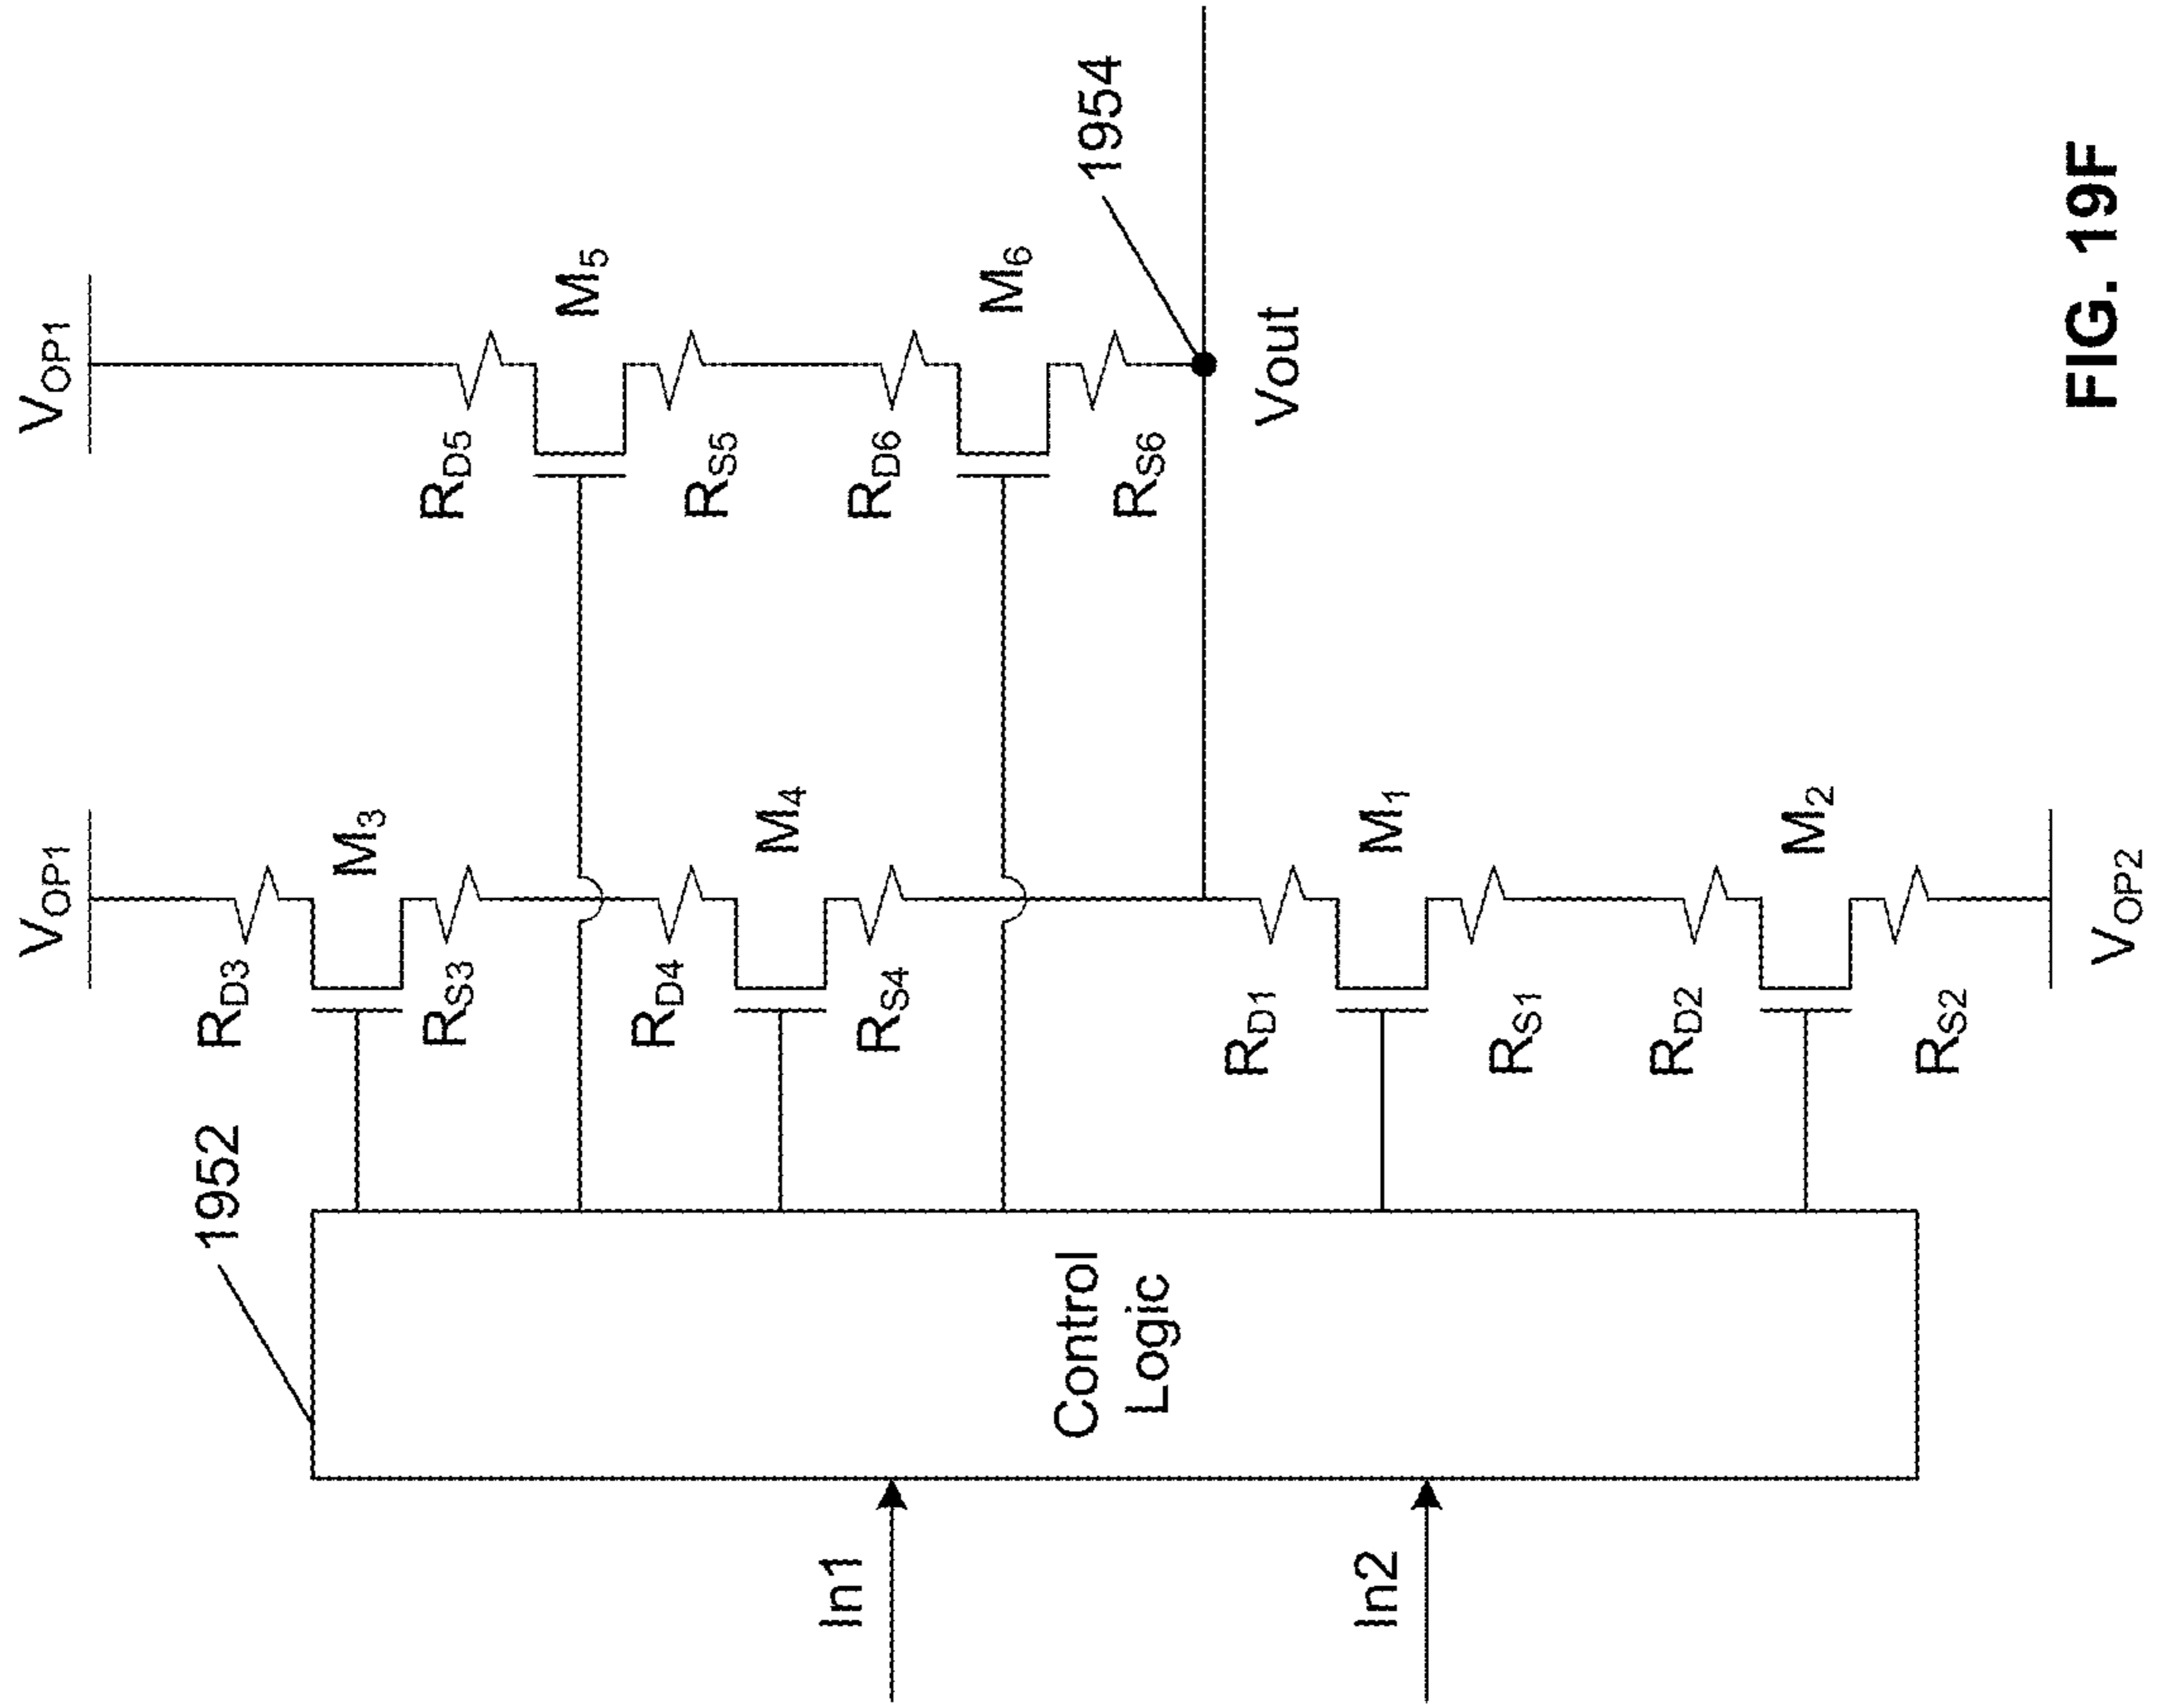 V_OP1
V_OP1
1952
R_D3
M_3
R_S3
R_D5
M_5
R_S5
R_D4
M_4
R_S4
R_D6
M_6
R_S6
1954
In1
In2
Control
Logic
Vout
R_D1
M_1
R_S1
R_D2
M_2
R_S2
V_OP2
FIG. 19F